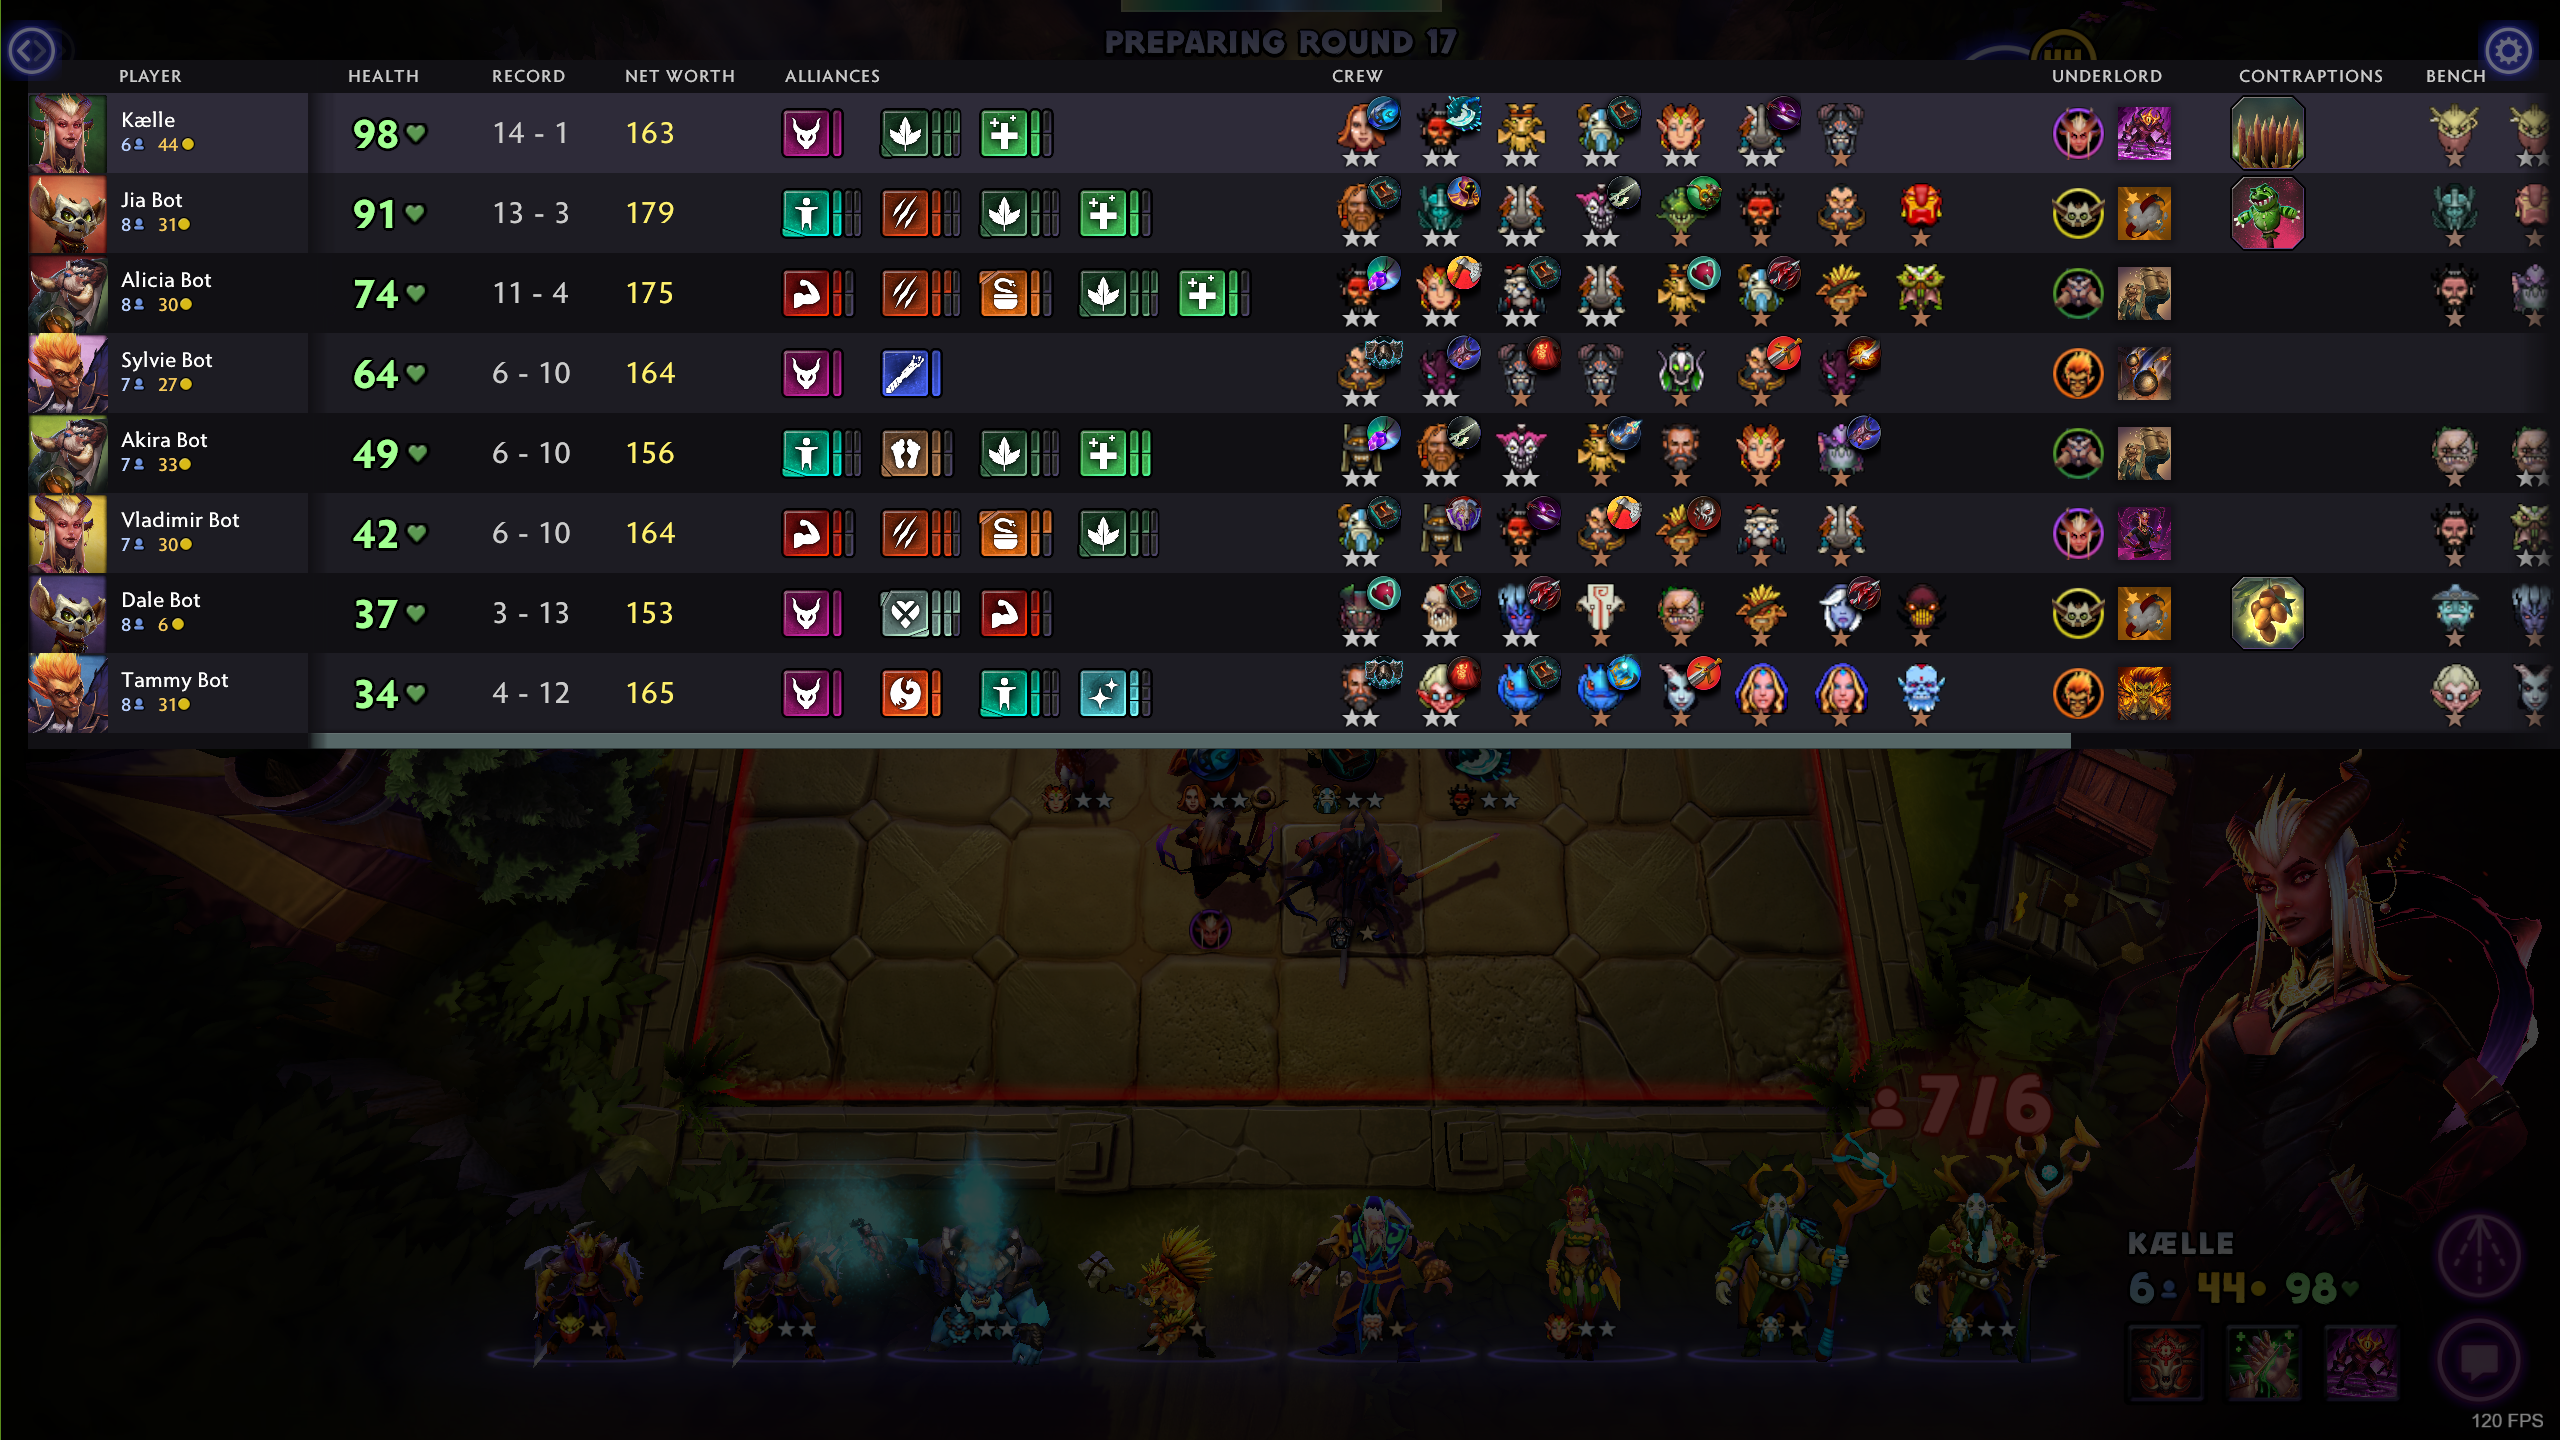 PREPARING ROUND 17
PLAYER HEALTH RECORD NET WORTH ALLIANCES CREW UNDERLORD CONTRAPTIONS BENCH
Kælle
6 44
98 14 - 1 163
Jia Bot
8 31
91 13 - 3 179
Alicia Bot
8 30
74 11 - 4 175
Sylvie Bot
7 27
64 6 - 10 164
Akira Bot
7 33
49 6 - 10 156
Vladimir Bot
7 30
42 6 - 10 164
Dale Bot
8 6
37 3 - 13 153
Tammy Bot
8 31
34 4 - 12 165
7/6
KÆLLE
6 44 98
120 FPS